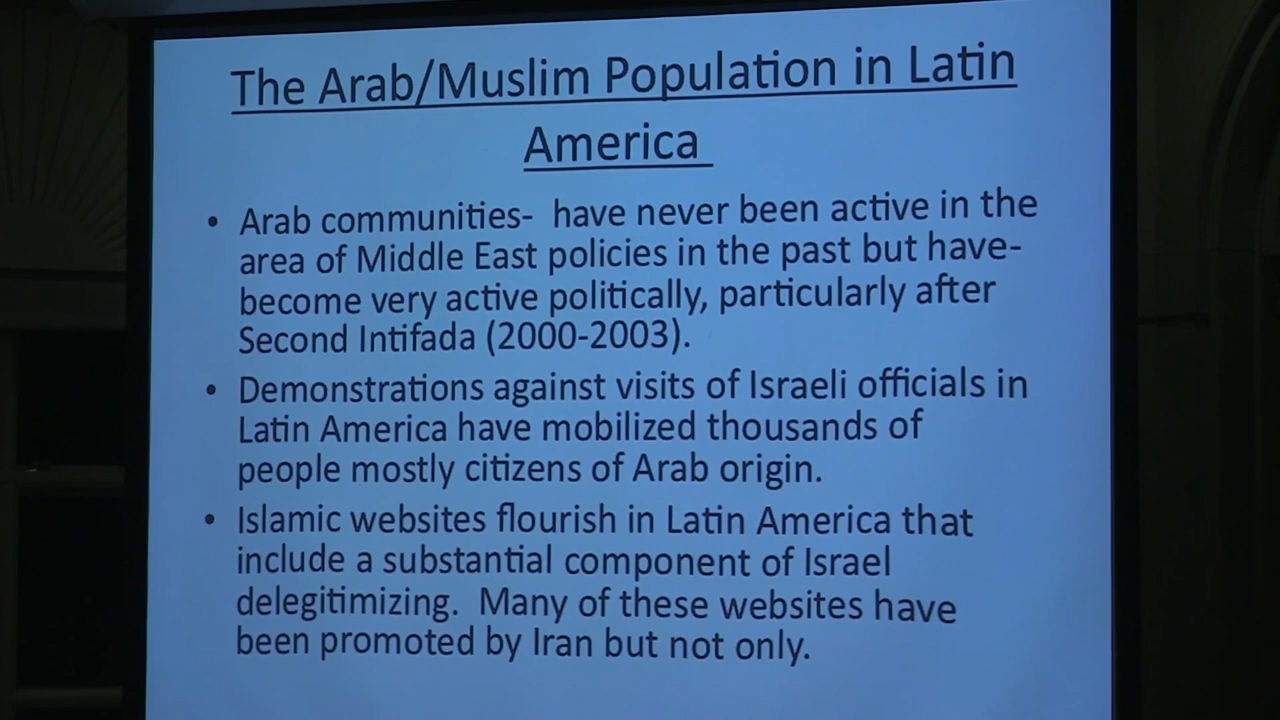 The Arab/Muslim Population in Latin
America
• Arab communities-  have never been active in the
area of Middle East policies in the past but have-
become very active politically, particularly after
Second Intifada (2000-2003).
• Demonstrations against visits of Israeli officials in
Latin America have mobilized thousands of
people mostly citizens of Arab origin.
• Islamic websites flourish in Latin America that
include a substantial component of Israel
delegitimizing.  Many of these websites have
been promoted by Iran but not only.